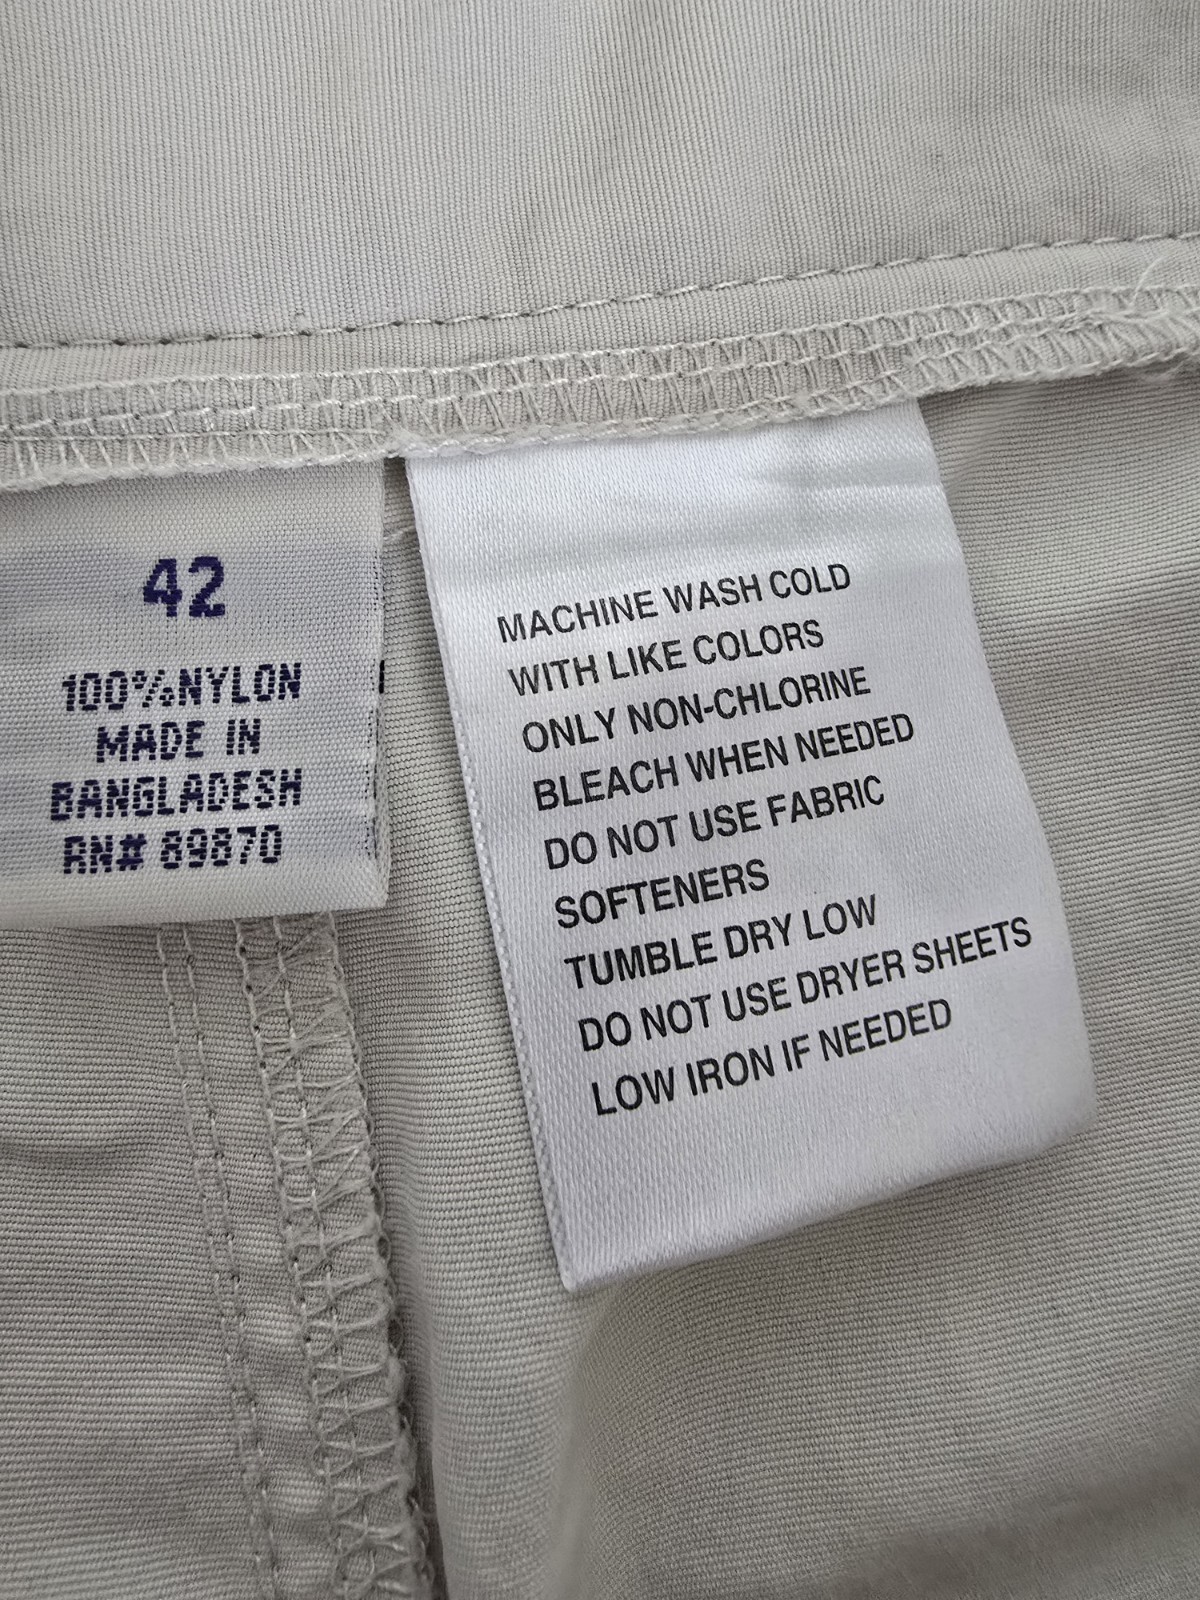 42
100%NYLON
MADE IN
BANGLADESH
RN# 89870
MACHINE WASH COLD
WITH LIKE COLORS
ONLY NON-CHLORINE
BLEACH WHEN NEEDED
DO NOT USE FABRIC
SOFTENERS
TUMBLE DRY LOW
DO NOT USE DRYER SHEETS
LOW IRON IF NEEDED